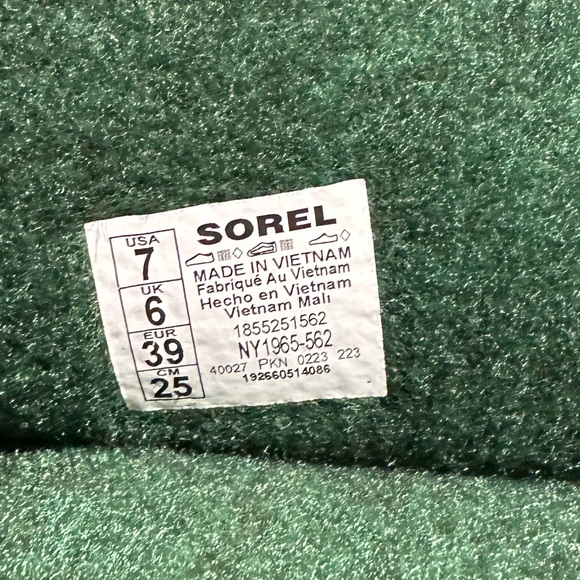 SOREL
USA
7
UK
6
EUR
39
CM
25
MADE IN VIETNAM
Fabriqué Au Vietnam
Hecho en Vietnam
Vietnam Malı
1855251562
NY1965-562
40027 PKN 0223 223
192660514086